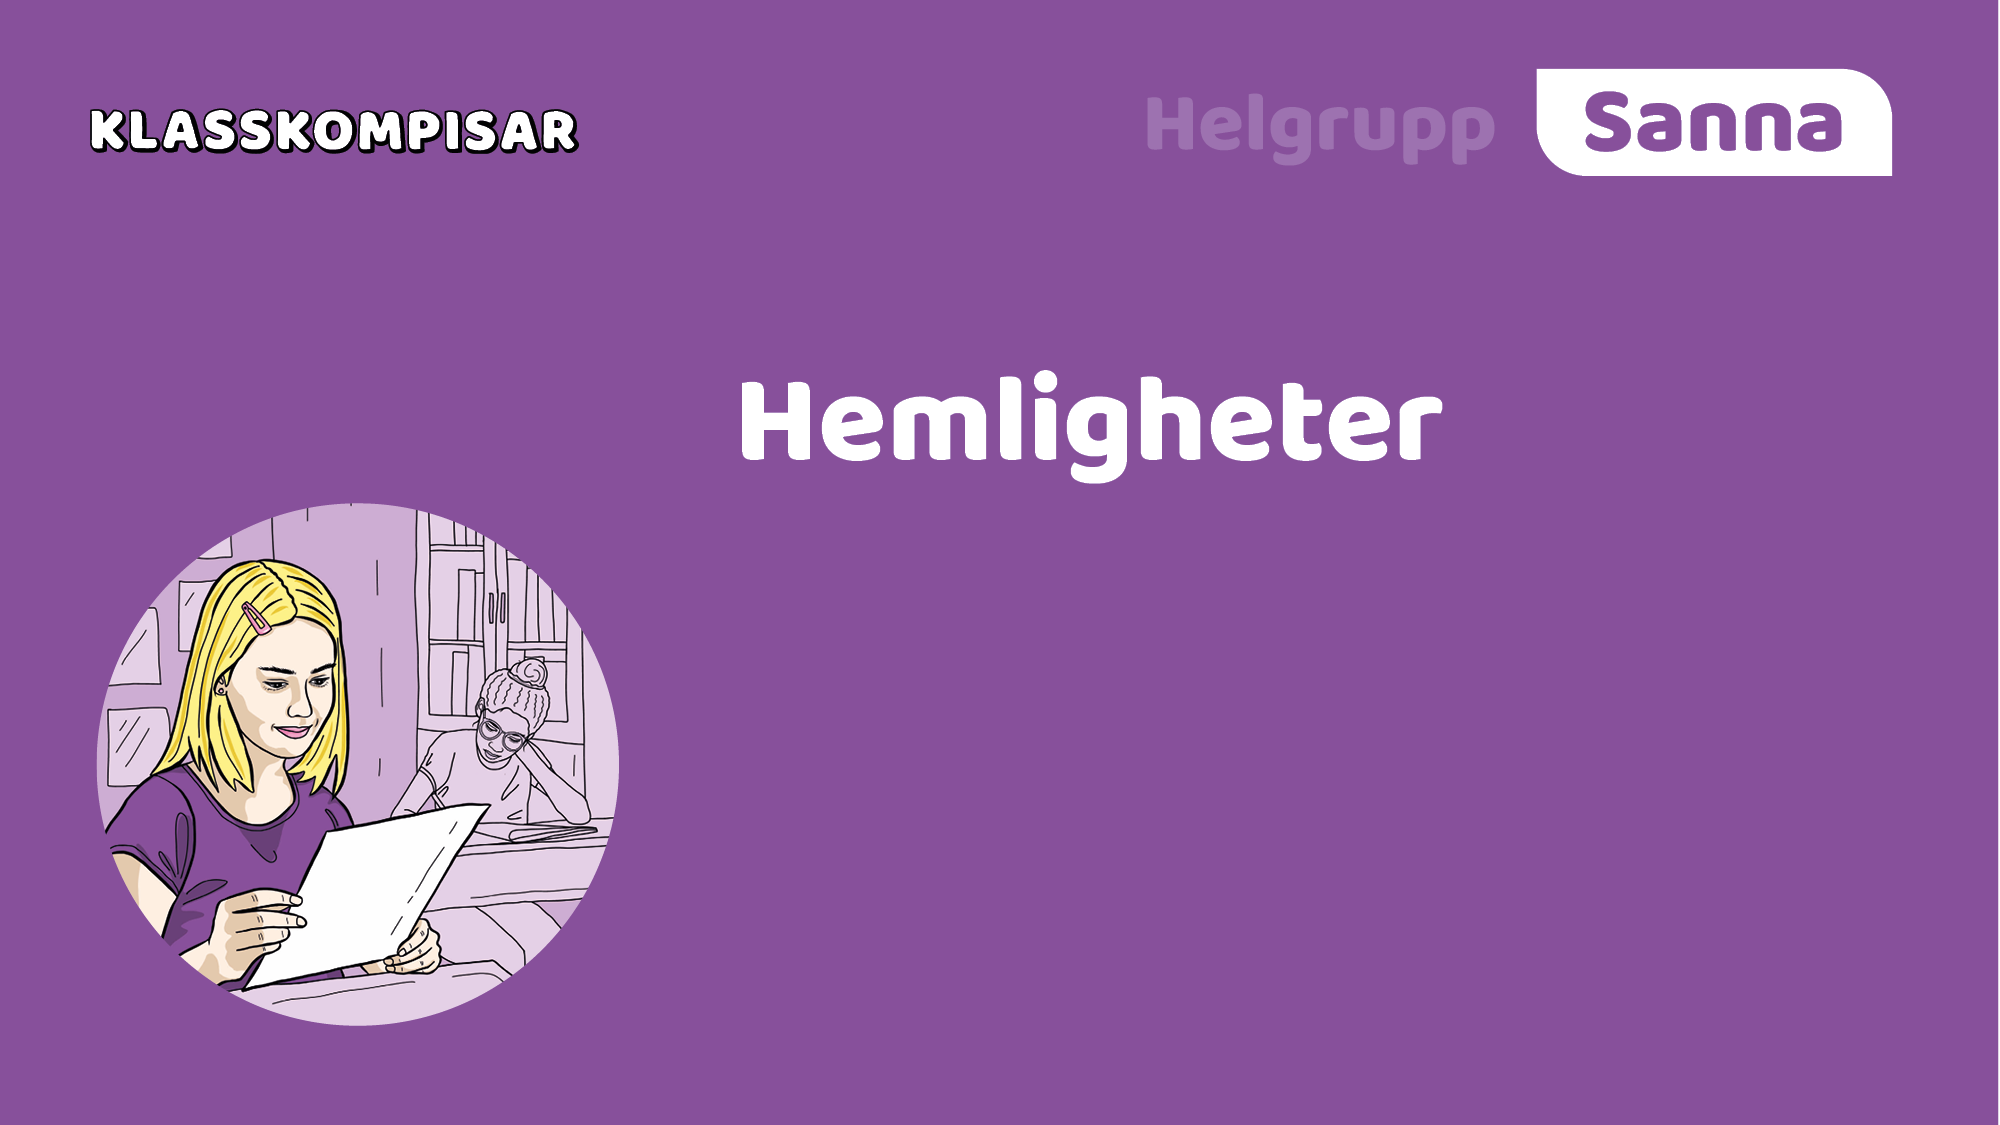 KLASSKOMPISAR
Helgrupp Sanna
Hemligheter